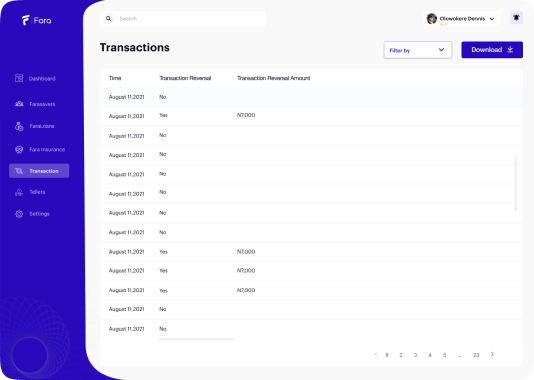 Fara
Search
Olowokere Dennis
Transactions
Filter by
Download
Dashboard
Farasavers
FaraLoans
Fara Insurance
Transaction
Tellers
Settings
Time Transaction Reversal Transaction Reversal Amount
August 11,2021 No
August 11,2021 Yes N7,000
August 11,2021 No
August 11,2021 No
August 11,2021 No
August 11,2021 No
August 11,2021 No
August 11,2021 No
August 11,2021 Yes N7,000
August 11,2021 Yes N7,000
August 11,2021 Yes N7,000
August 11,2021 No
August 11,2021 No
1 2 3 4 5 ... 23